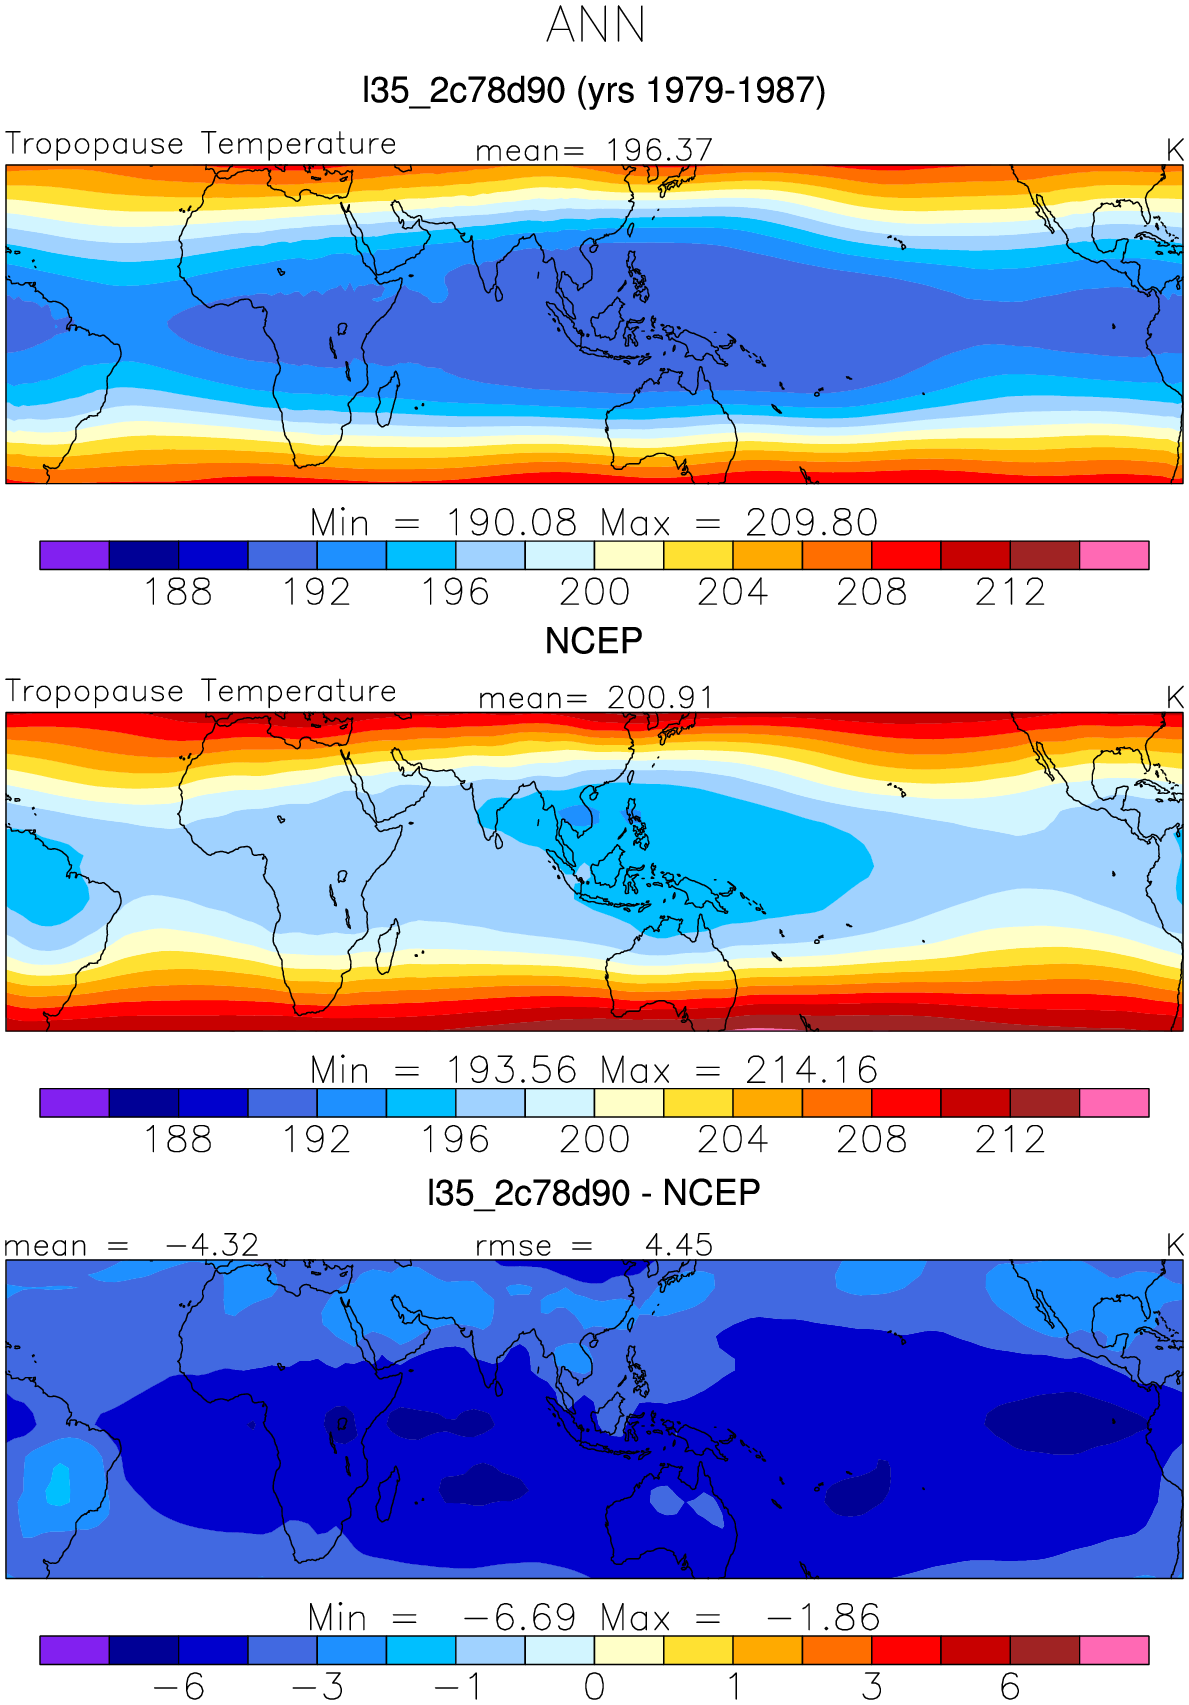 ANN
l35_2c78d90 (yrs 1979-1987)
Tropopause Temperature mean= 196.37 K
Min = 190.08 Max = 209.80
188 192 196 200 204 208 212
NCEP
Tropopause Temperature mean= 200.91 K
Min = 193.56 Max = 214.16
188 192 196 200 204 208 212
l35_2c78d90 - NCEP
mean = −4.32 rmse = 4.45 K
Min = −6.69 Max = −1.86
−6 −3 −1 0 1 3 6